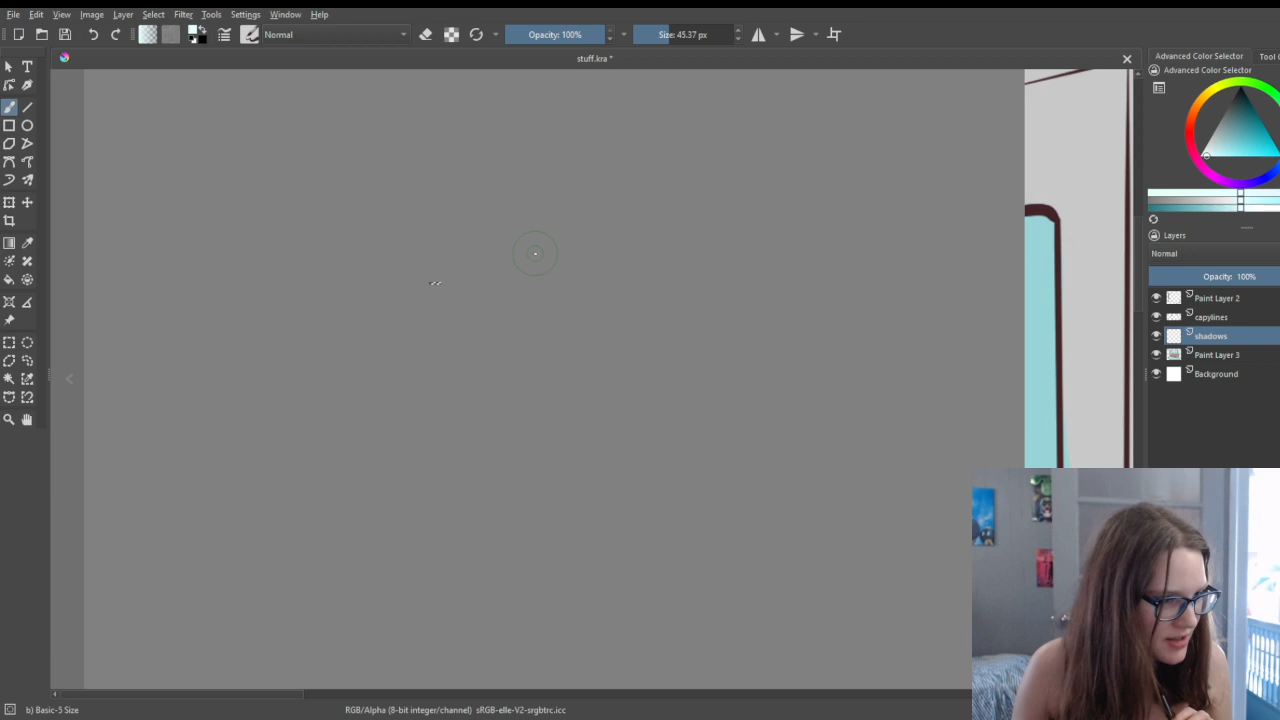 File Edit View Image Layer Select Filter Tools Settings Window Help
Normal
Opacity: 100%
Size: 45.37 px
stuff.kra *
Advanced Color Selector
Tool
Advanced Color Selector
Layers
Normal
Opacity: 100%
Paint Layer 2
capylines
shadows
Paint Layer 3
Background
b) Basic-5 Size
RGB/Alpha (8-bit integer/channel) sRGB-elle-V2-srgbtrc.icc